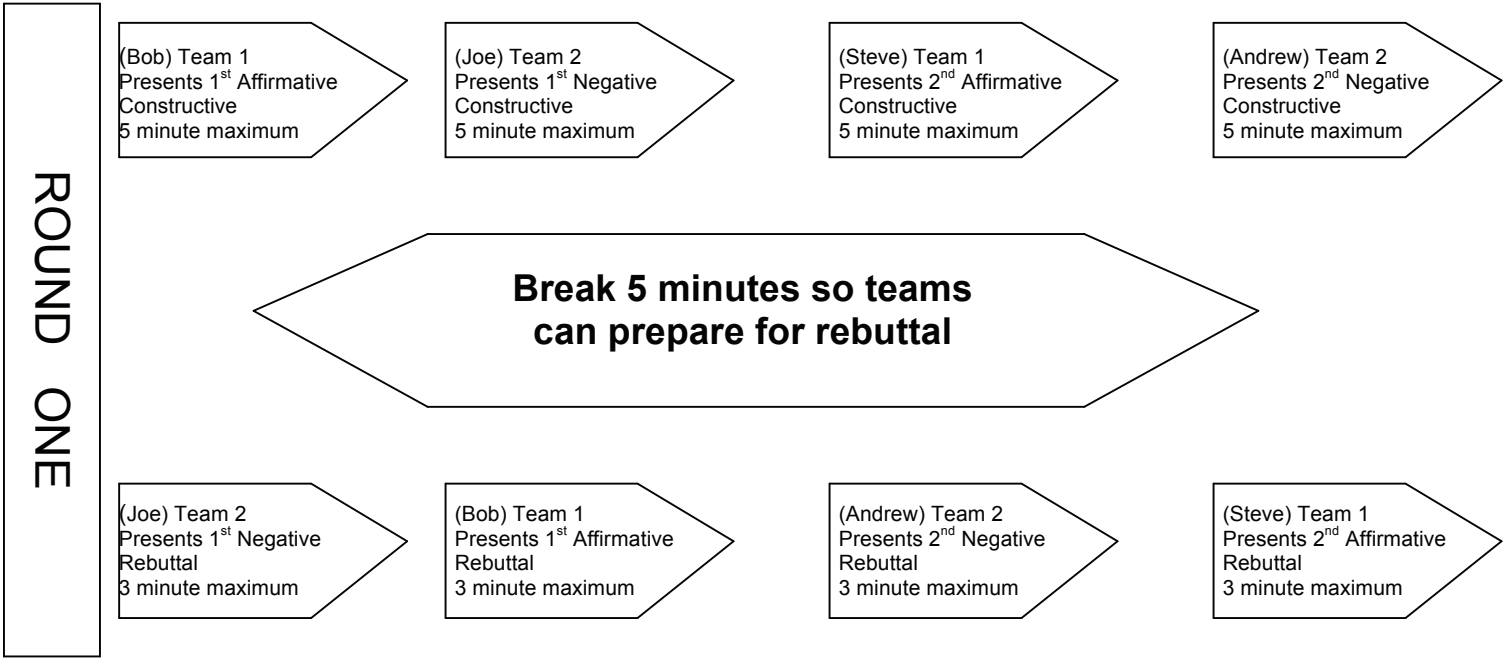 ROUND ONE
(Bob) Team 1
Presents 1st Affirmative
Constructive
5 minute maximum
(Joe) Team 2
Presents 1st Negative
Constructive
5 minute maximum
(Steve) Team 1
Presents 2nd Affirmative
Constructive
5 minute maximum
(Andrew) Team 2
Presents 2nd Negative
Constructive
5 minute maximum
Break 5 minutes so teams
can prepare for rebuttal
(Joe) Team 2
Presents 1st Negative
Rebuttal
3 minute maximum
(Bob) Team 1
Presents 1st Affirmative
Rebuttal
3 minute maximum
(Andrew) Team 2
Presents 2nd Negative
Rebuttal
3 minute maximum
(Steve) Team 1
Presents 2nd Affirmative
Rebuttal
3 minute maximum